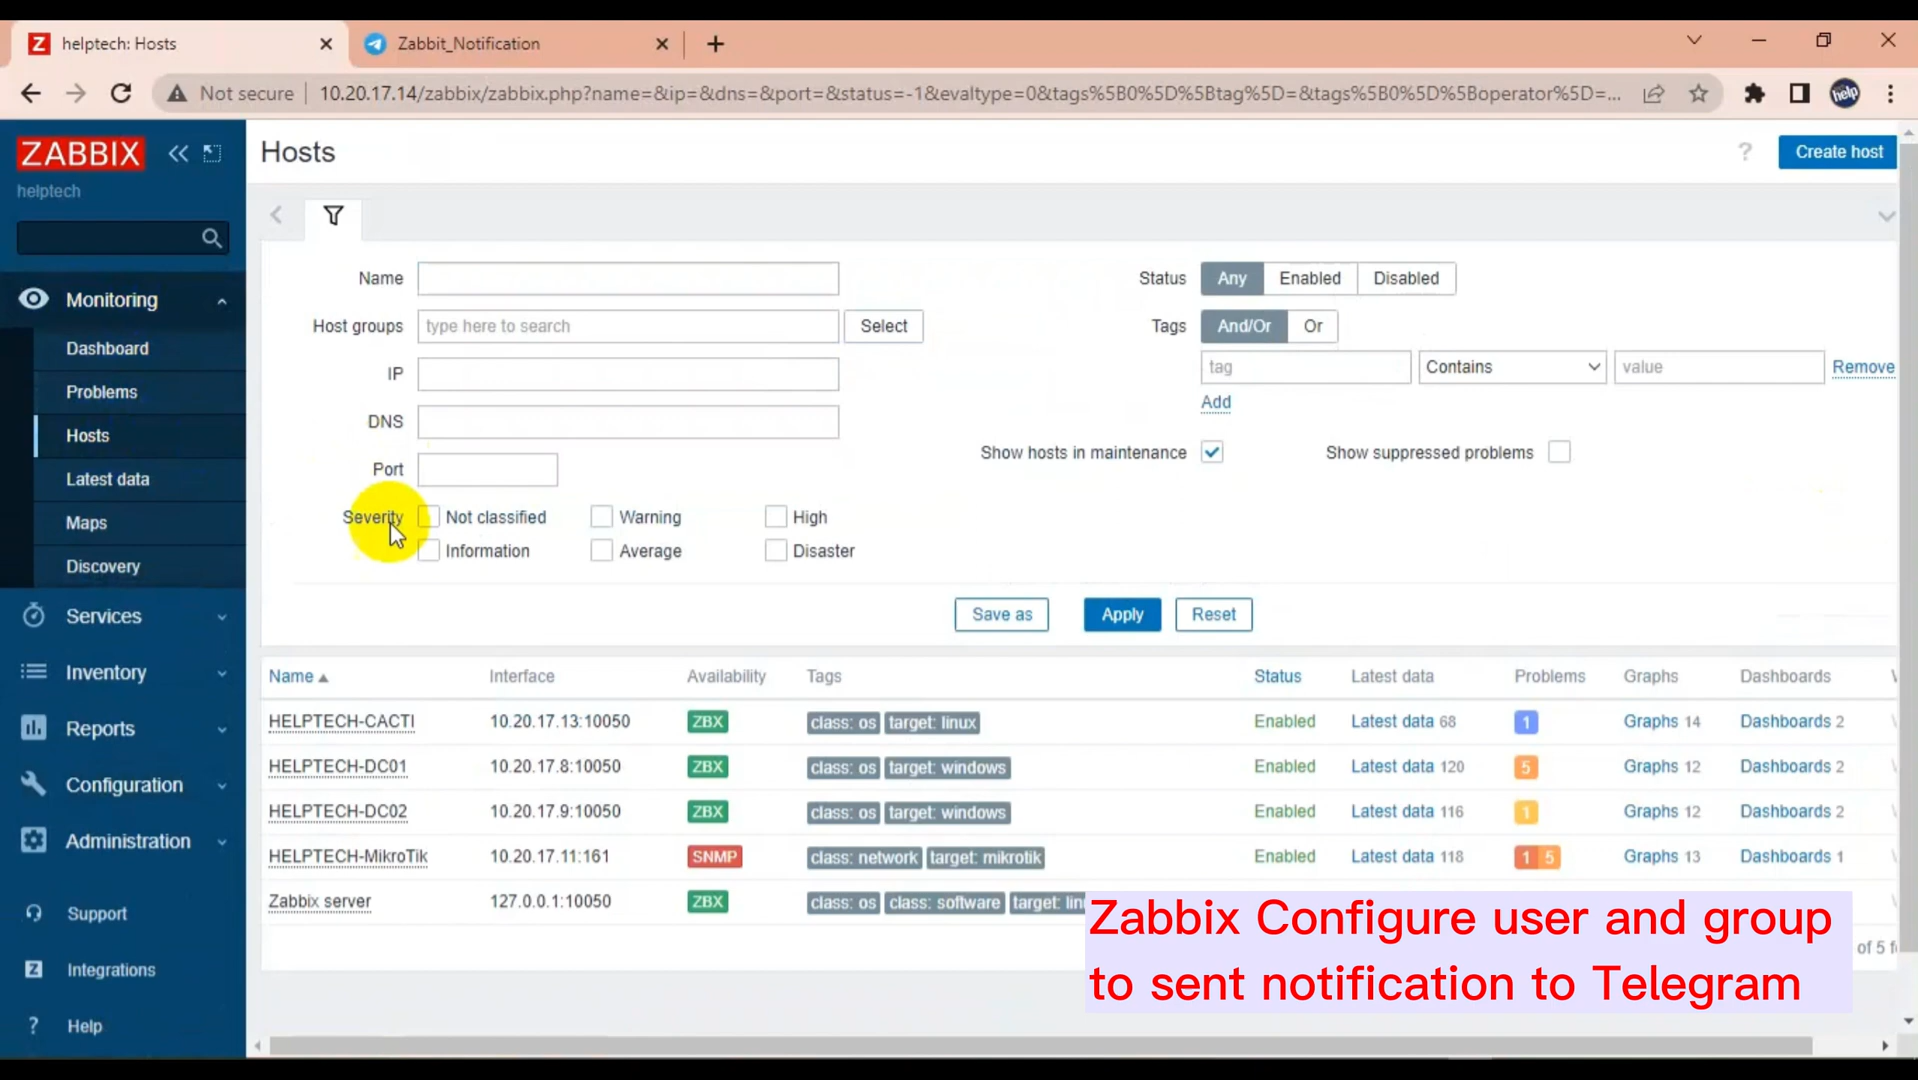 Z helptech: Hosts
Zabbit_Notification
Not secure 10.20.17.14/zabbix/zabbix.php?name=&ip=&dns=&port=&status=-1&evaltype=0&tags%5B0%5D%5Btag%5D=&tags%5B0%5D%5Boperator%5D=...
help
ZABBIX
helptech
Monitoring
Dashboard
Problems
Hosts
Latest data
Maps
Discovery
Services
Inventory
Reports
Configuration
Administration
Support
Z Integrations
? Help
Hosts
?
Create host
Name
Host groups type here to search Select
IP
DNS
Port
Severity Not classified Warning High
Information Average Disaster
Status Any Enabled Disabled
Tags And/Or Or
tag Contains value Remove
Add
Show hosts in maintenance Show suppressed problems
Save as Apply Reset
Name Interface Availability Tags Status Latest data Problems Graphs Dashboards
HELPTECH-CACTI 10.20.17.13:10050 ZBX class: os target: linux Enabled Latest data 68 1 Graphs 14 Dashboards 2
HELPTECH-DC01 10.20.17.8:10050 ZBX class: os target: windows Enabled Latest data 120 5 Graphs 12 Dashboards 2
HELPTECH-DC02 10.20.17.9:10050 ZBX class: os target: windows Enabled Latest data 116 1 Graphs 12 Dashboards 2
HELPTECH-MikroTik 10.20.17.11:161 SNMP class: network target: mikrotik Enabled Latest data 118 1 5 Graphs 13 Dashboards 1
Zabbix server 127.0.0.1:10050 ZBX class: os class: software target:
of 5
Zabbix Configure user and group
to sent notification to Telegram